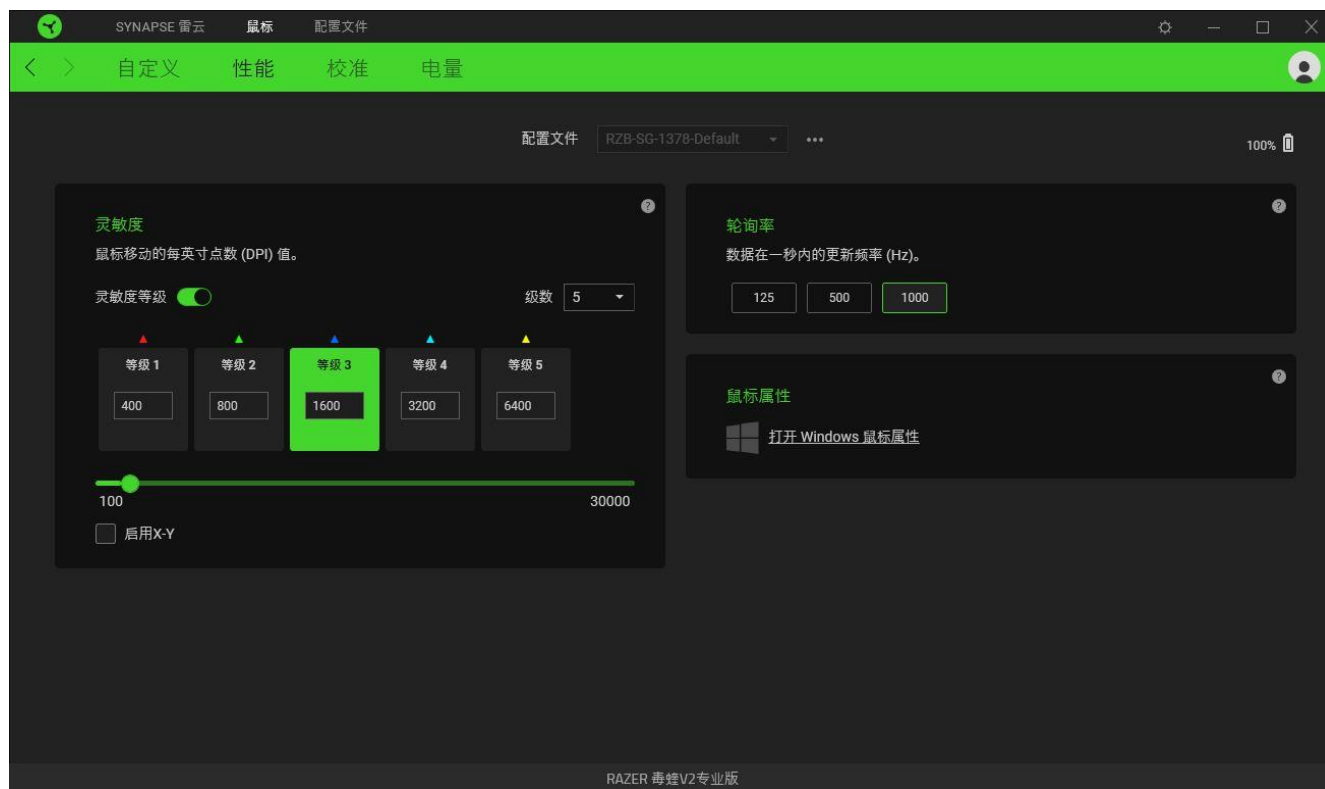 SYNAPSE 雷云 鼠标 配置文件
自定义 性能 校准 电量
配置文件 RZB-SG-1378-Default
100%
灵敏度
鼠标移动的每英寸点数 (DPI) 值。
灵敏度等级 级数 5
等级 1 等级 2 等级 3 等级 4 等级 5
400 800 1600 3200 6400
100 30000
启用X-Y
轮询率
数据在一秒内的更新频率 (Hz)。
125 500 1000
鼠标属性
打开 Windows 鼠标属性
RAZER 毒蝰V2专业版